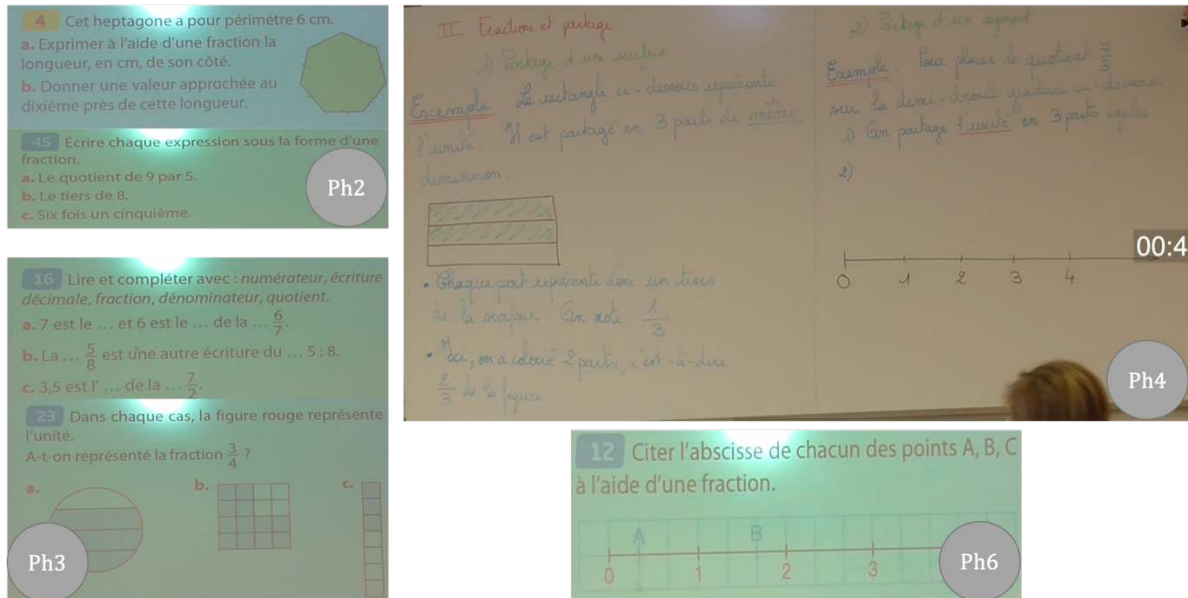 4 Cet heptagone a pour périmètre 6 cm.
a. Exprimer à l'aide d'une fraction la
longueur, en cm, de son côté.
b. Donner une valeur approchée au
dixième près de cette longueur.
45 Écrire chaque expression sous la forme d'une
fraction.
a. Le quotient de 9 par 5.
b. Le tiers de 8.
c. Six fois un cinquième.
Ph2
16 Lire et compléter avec : numérateur, écriture
décimale, fraction, dénominateur, quotient.
a. 7 est le ... et 6 est le ... de la ... 6/7.
b. La ... 5/8 est une autre écriture du ... 5 : 8.
c. 3,5 est l' ... de la ... 7/2.
23 Dans chaque cas, la figure rouge représente
l'unité.
A-t-on représenté la fraction 3/4 ?
a. b. c.
Ph3
II Fractions et partage
1) Partage d'une surface
Exemple Le rectangle ci-dessous représente
l'unité. Il est partagé en 3 parts de même
dimension.
• Chaque part représente donc un tiers
de la surface. On note 1/3
• Ici, on a colorié 2 parts, c'est-à-dire
2/3 de la figure
2) Partage d'un segment
Exemple. Pour placer le quotient 7/3
sur la demi-droite graduée ci-dessous
1) On partage l'unité en 3 parts égales
2)
0 1 2 3 4
00:4
Ph4
12 Citer l'abscisse de chacun des points A, B, C
à l'aide d'une fraction.
A B
0 1 2 3
Ph6